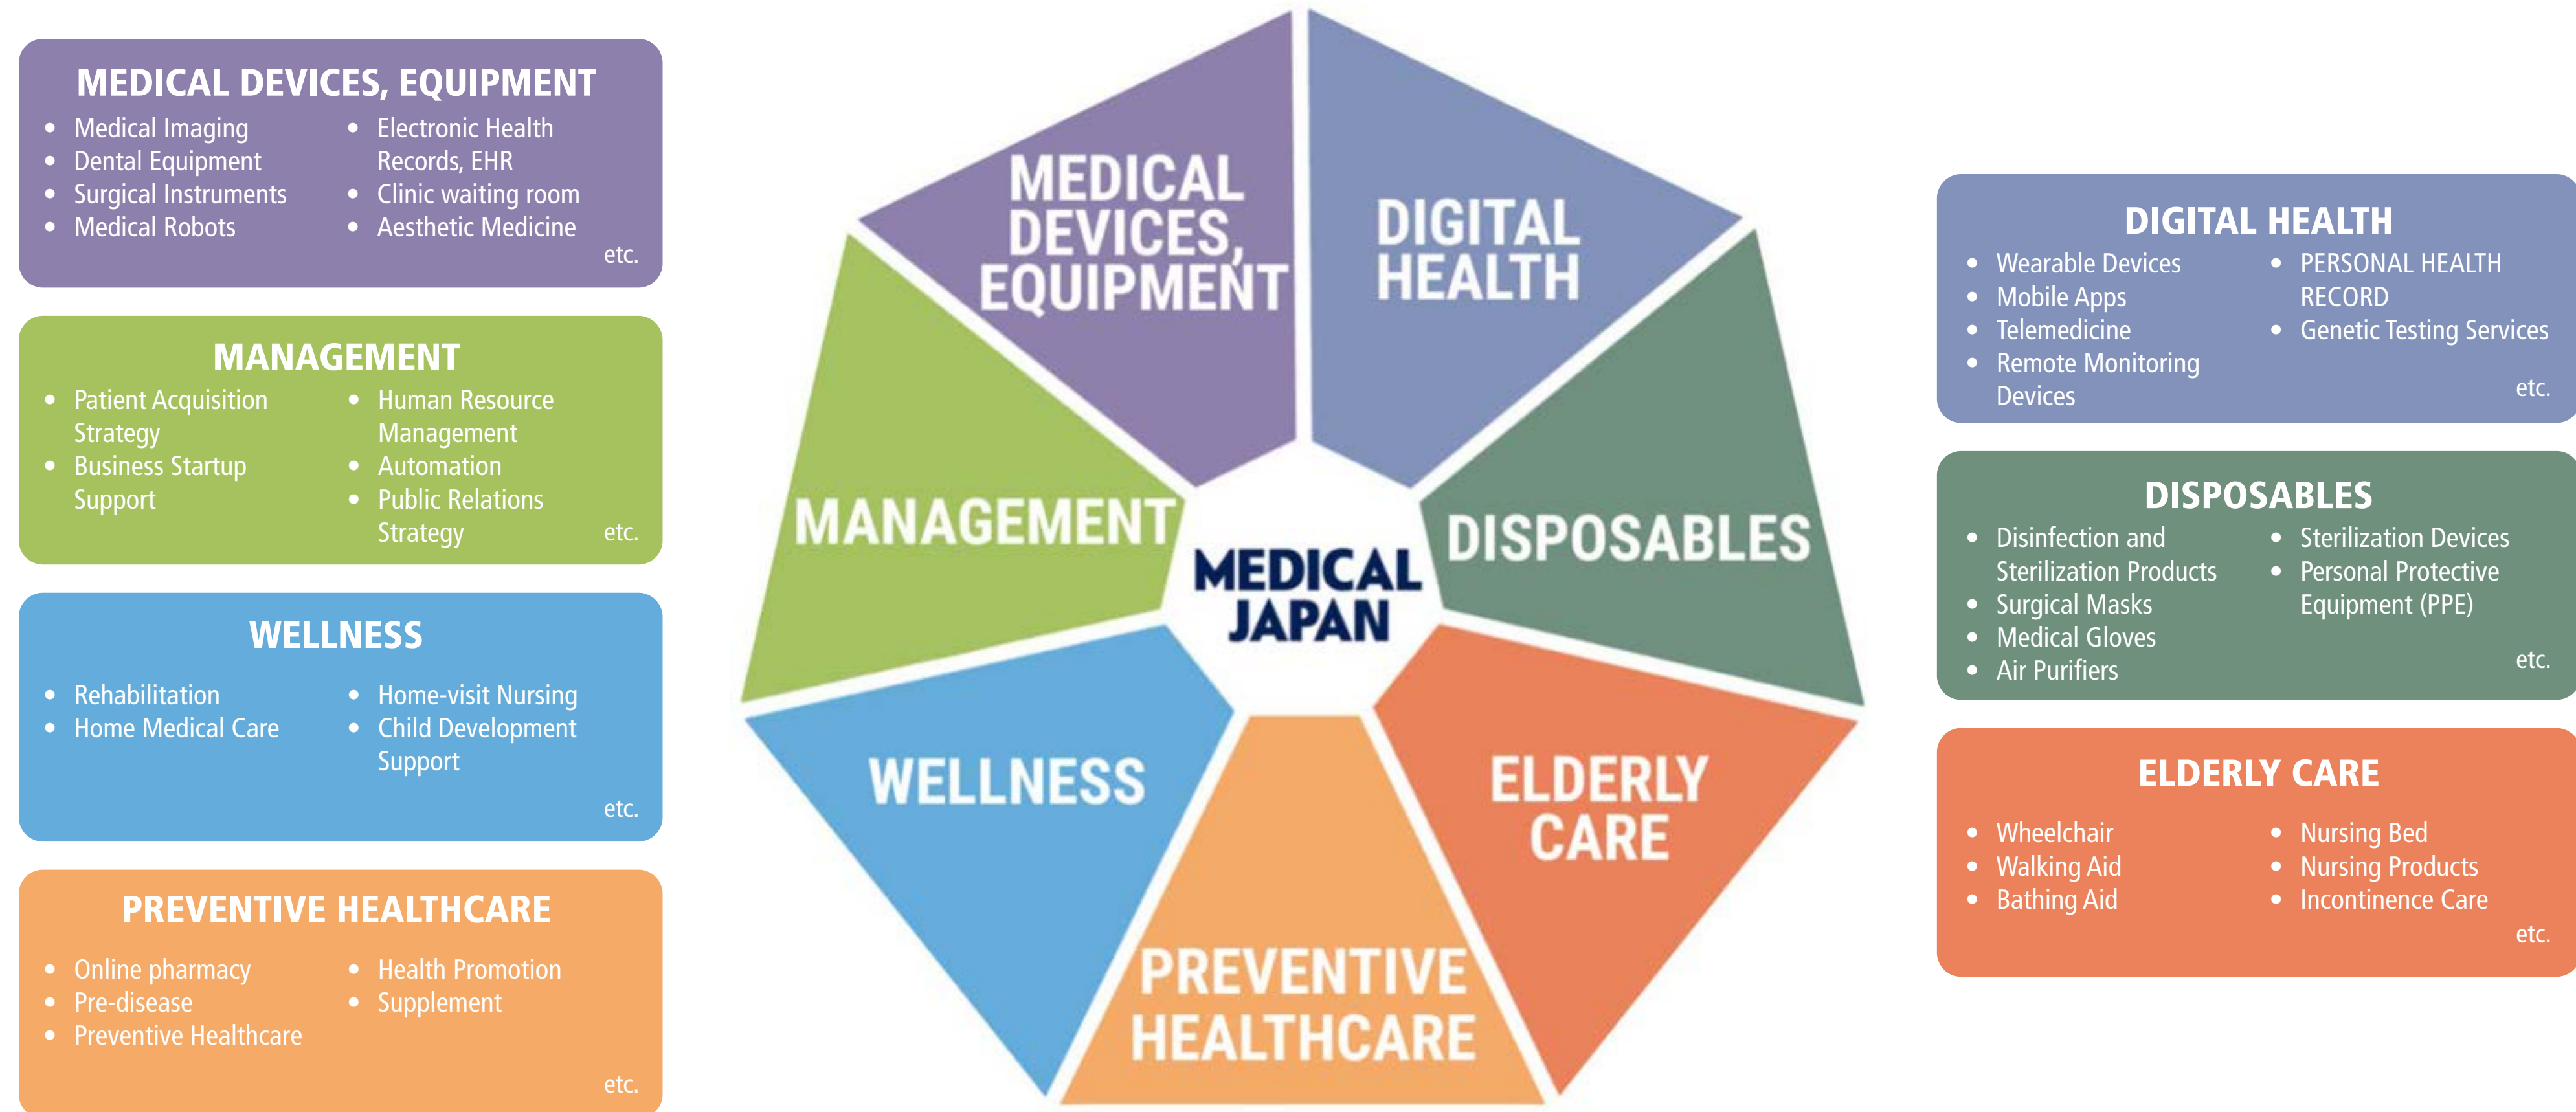 MEDICAL DEVICES, EQUIPMENT
• Medical Imaging
• Dental Equipment
• Surgical Instruments
• Medical Robots
• Electronic Health
Records, EHR
• Clinic waiting room
• Aesthetic Medicine
etc.
MANAGEMENT
• Patient Acquisition
Strategy
• Business Startup
Support
• Human Resource
Management
• Automation
• Public Relations
Strategy
etc.
WELLNESS
• Rehabilitation
• Home Medical Care
• Home-visit Nursing
• Child Development
Support
etc.
PREVENTIVE HEALTHCARE
• Online pharmacy
• Pre-disease
• Preventive Healthcare
• Health Promotion
• Supplement
etc.
MEDICAL
DEVICES,
EQUIPMENT
DIGITAL
HEALTH
MANAGEMENT
DISPOSABLES
MEDICAL
JAPAN
WELLNESS
ELDERLY
CARE
PREVENTIVE
HEALTHCARE
DIGITAL HEALTH
• Wearable Devices
• Mobile Apps
• Telemedicine
• Remote Monitoring
Devices
• PERSONAL HEALTH
RECORD
• Genetic Testing Services
etc.
DISPOSABLES
• Disinfection and
Sterilization Products
• Surgical Masks
• Medical Gloves
• Air Purifiers
• Sterilization Devices
• Personal Protective
Equipment (PPE)
etc.
ELDERLY CARE
• Wheelchair
• Walking Aid
• Bathing Aid
• Nursing Bed
• Nursing Products
• Incontinence Care
etc.